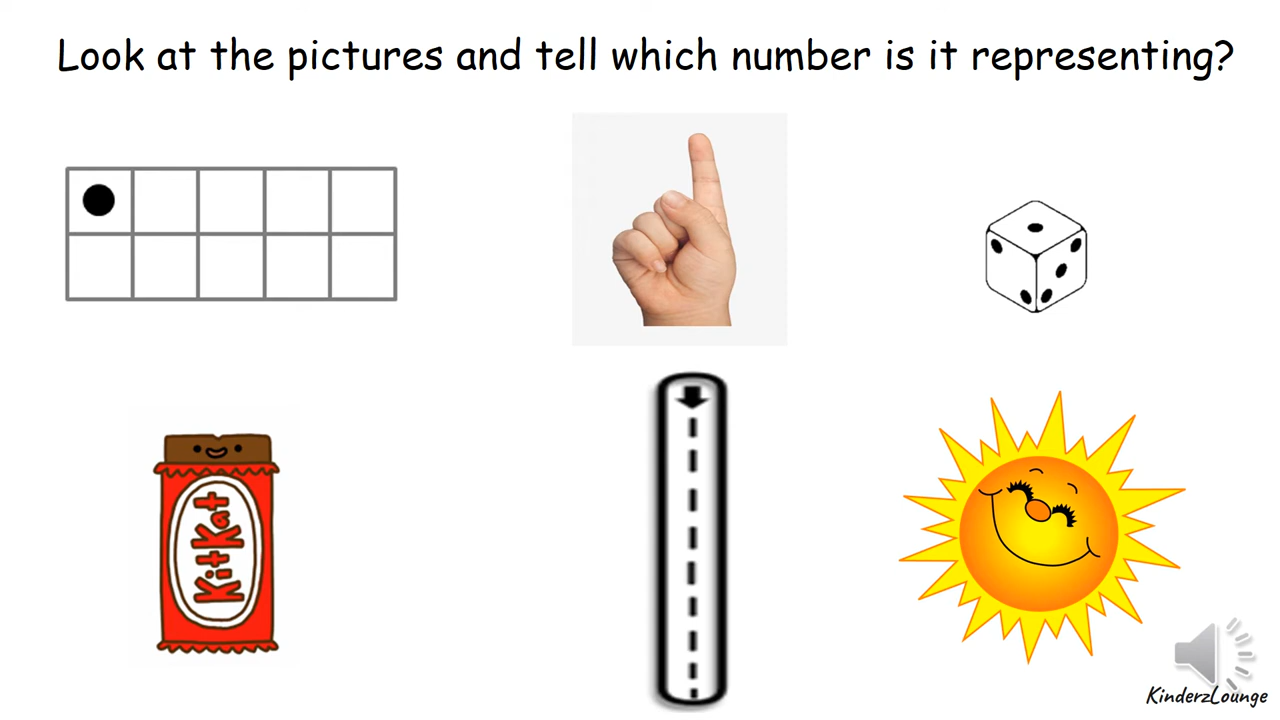 Look at the pictures and tell which number is it representing?
KitKat
KinderzLounge